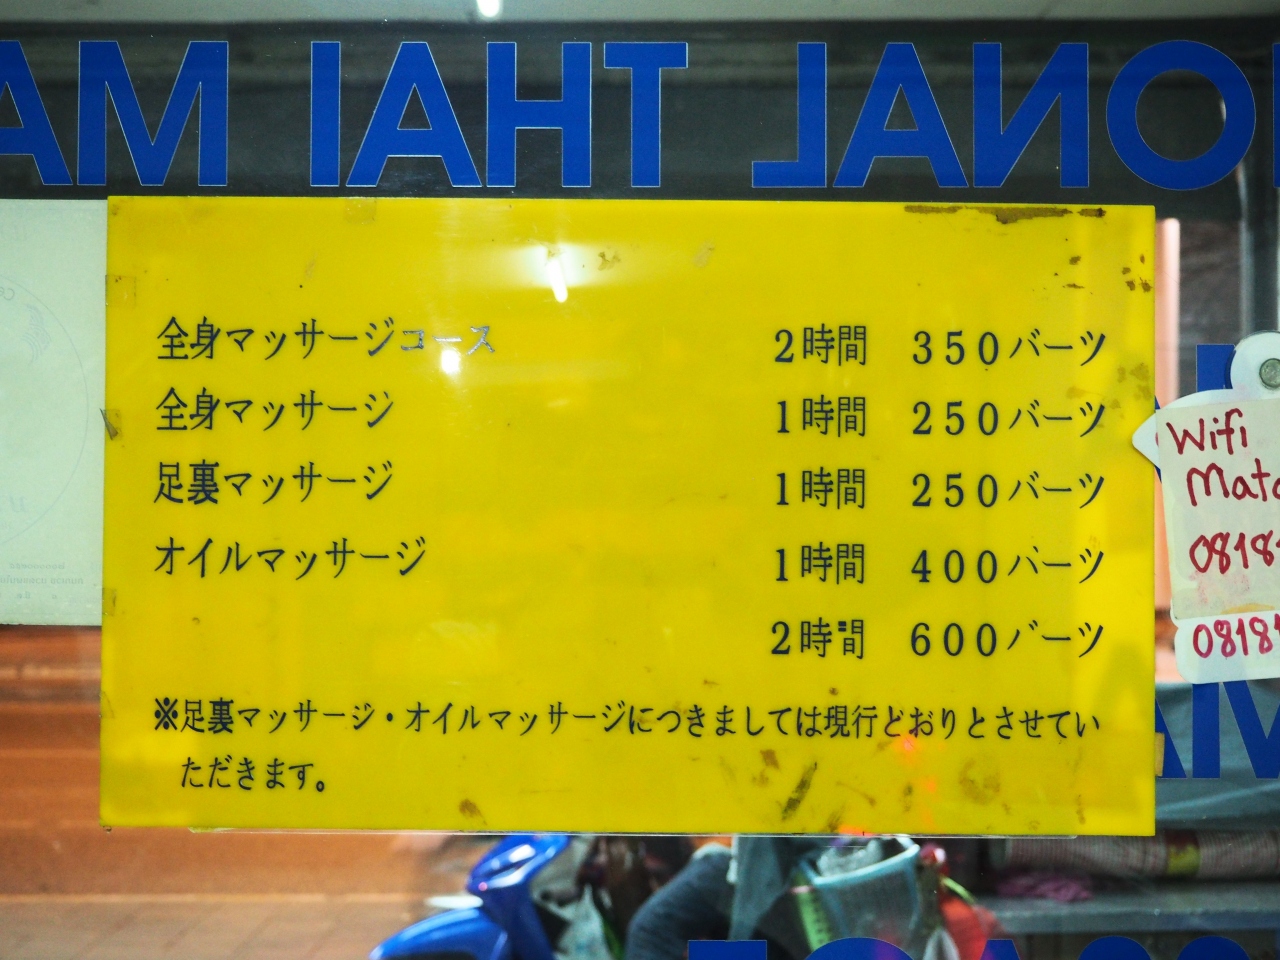 ONAL THAI MA
全身マッサージコース 2時間 350バーツ
全身マッサージ 1時間 250バーツ
足裏マッサージ 1時間 250バーツ
オイルマッサージ 1時間 400バーツ
2時間 600バーツ
※足裏マッサージ・オイルマッサージにつきましては現行どおりとさせてい
ただきます。
Wifi